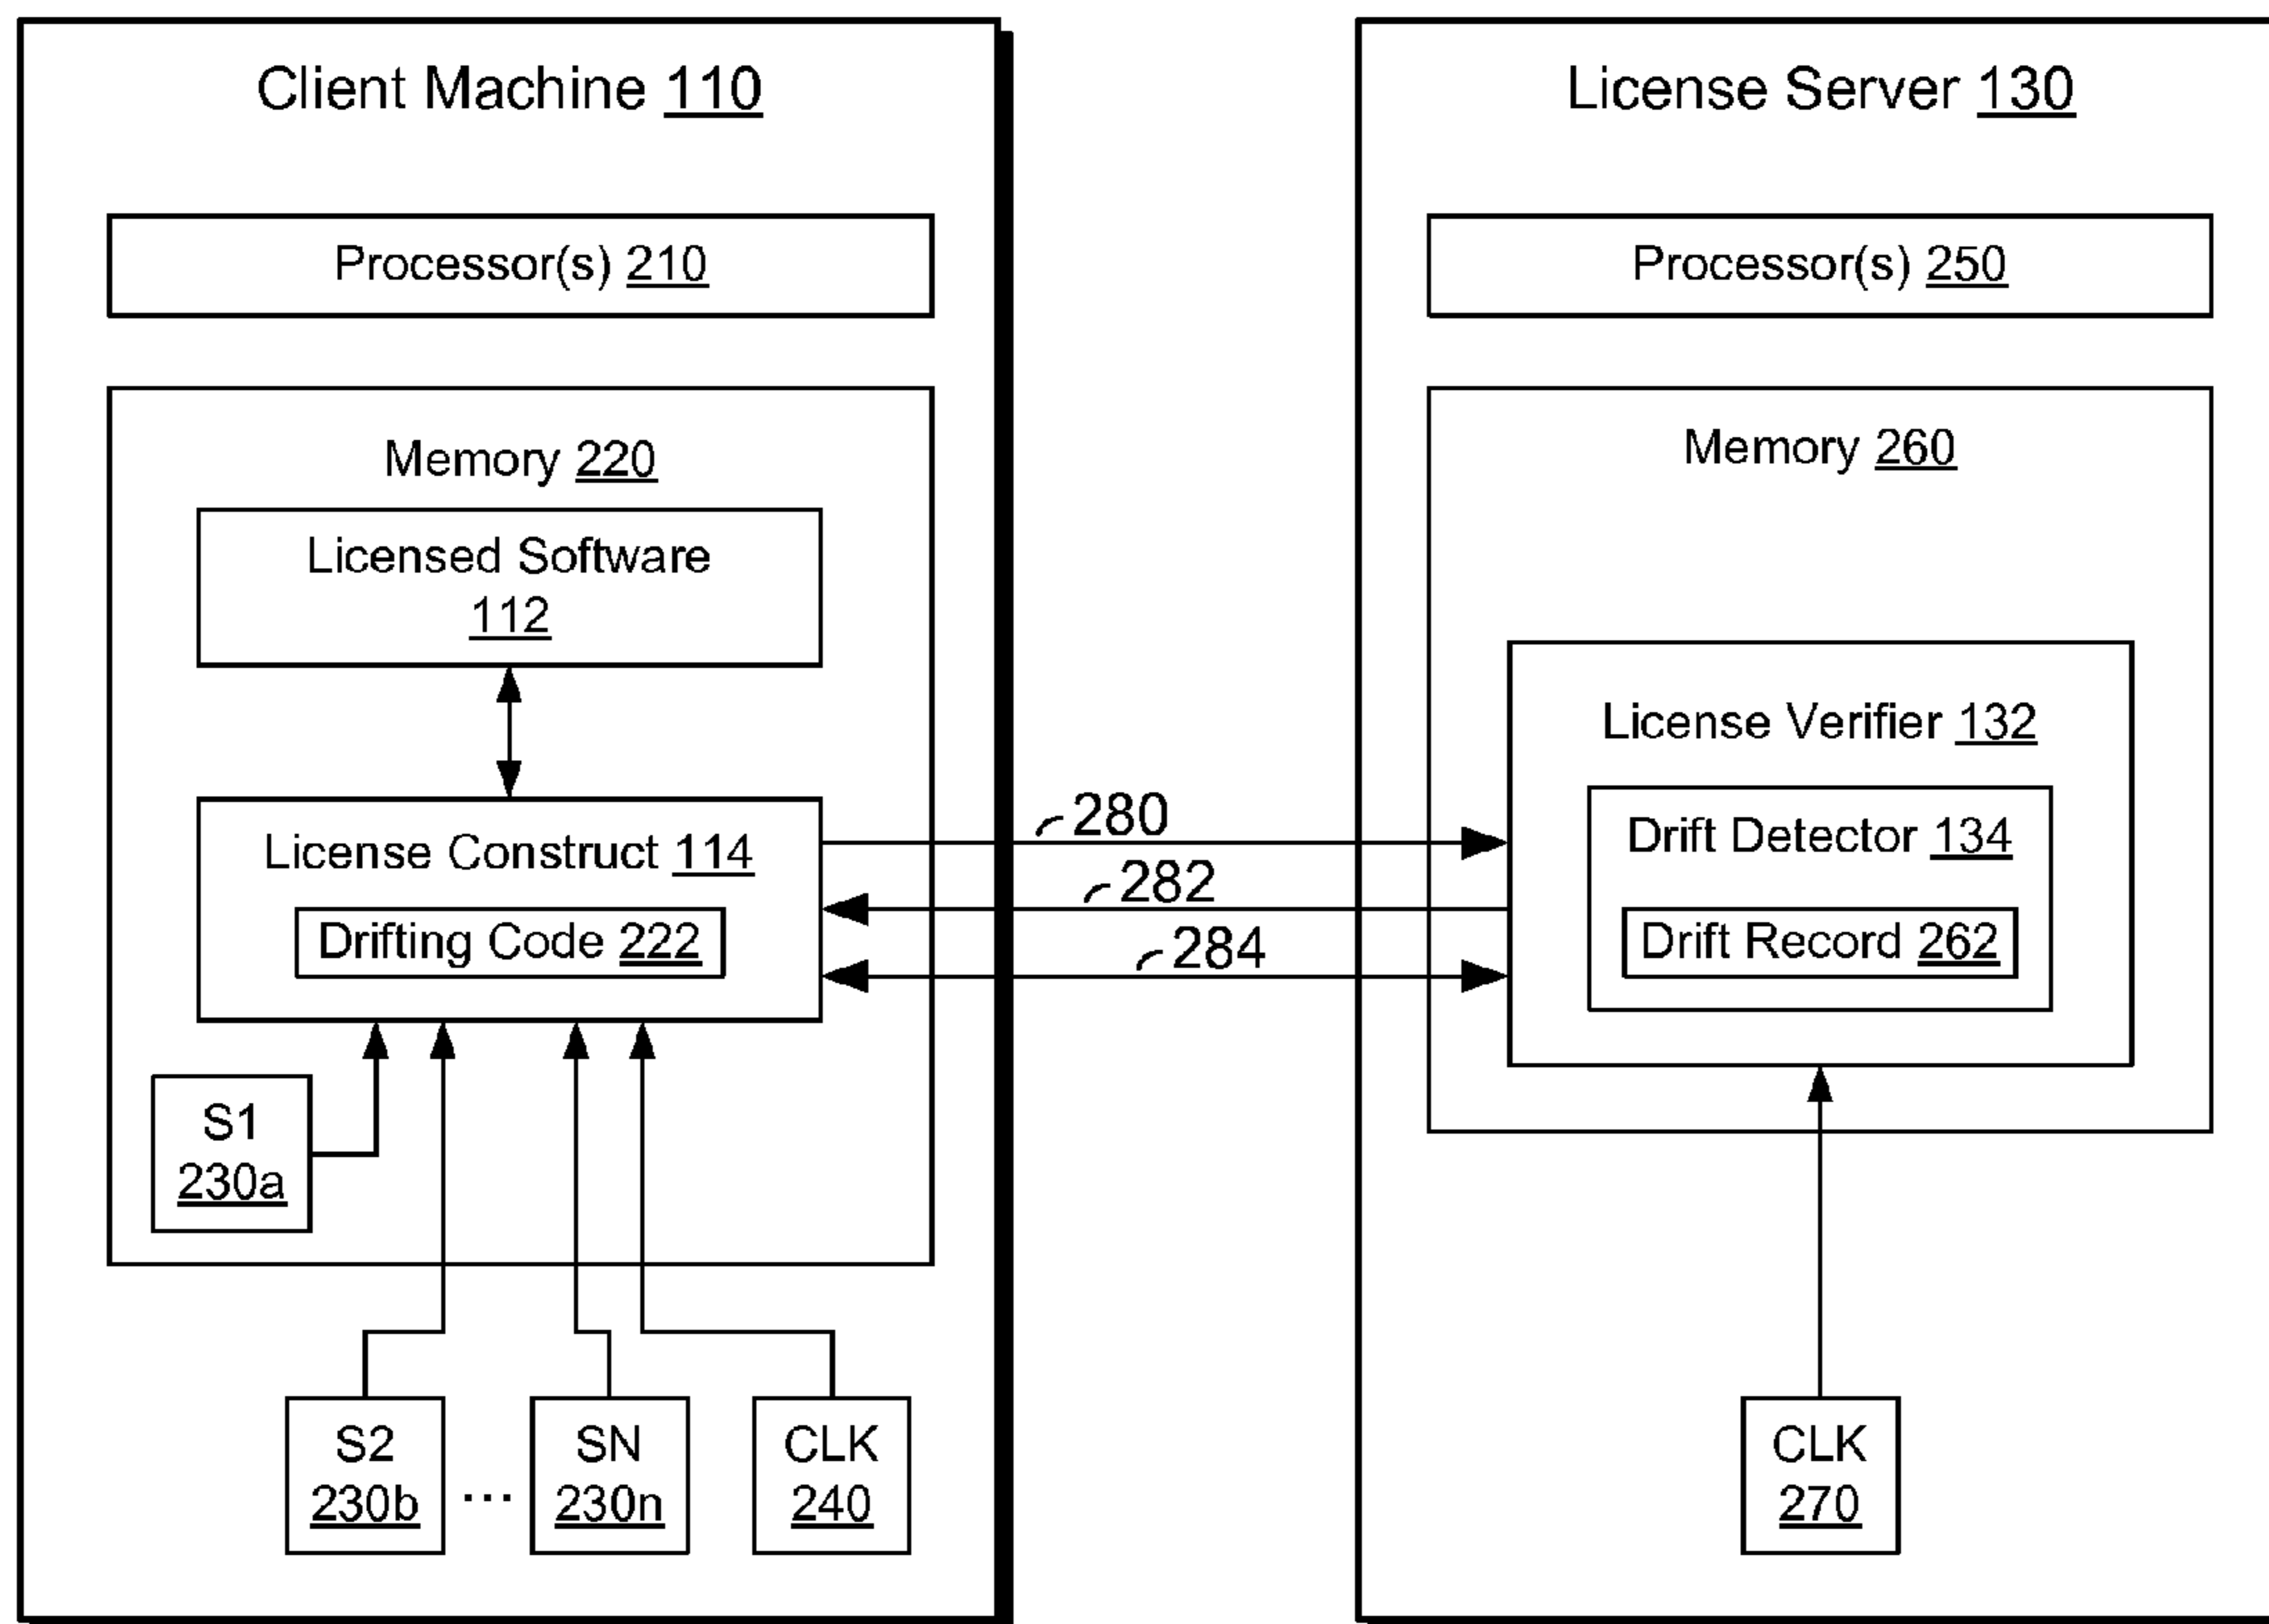 Client Machine 110
Processor(s) 210
Memory 220
Licensed Software
112
License Construct 114
Drifting Code 222
S1
230a
S2
230b
...
SN
230n
CLK
240
280
282
284
License Server 130
Processor(s) 250
Memory 260
License Verifier 132
Drift Detector 134
Drift Record 262
CLK
270